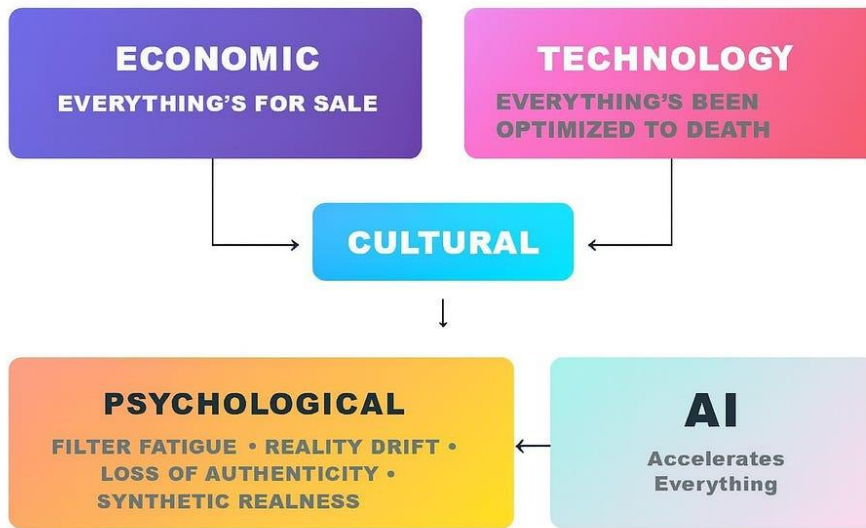 ECONOMIC
EVERYTHING’S FOR SALE
TECHNOLOGY
EVERYTHING’S BEEN
OPTIMIZED TO DEATH
CULTURAL
PSYCHOLOGICAL
FILTER FATIGUE • REALITY DRIFT •
LOSS OF AUTHENTICITY •
SYNTHETIC REALNESS
AI
Accelerates
Everything